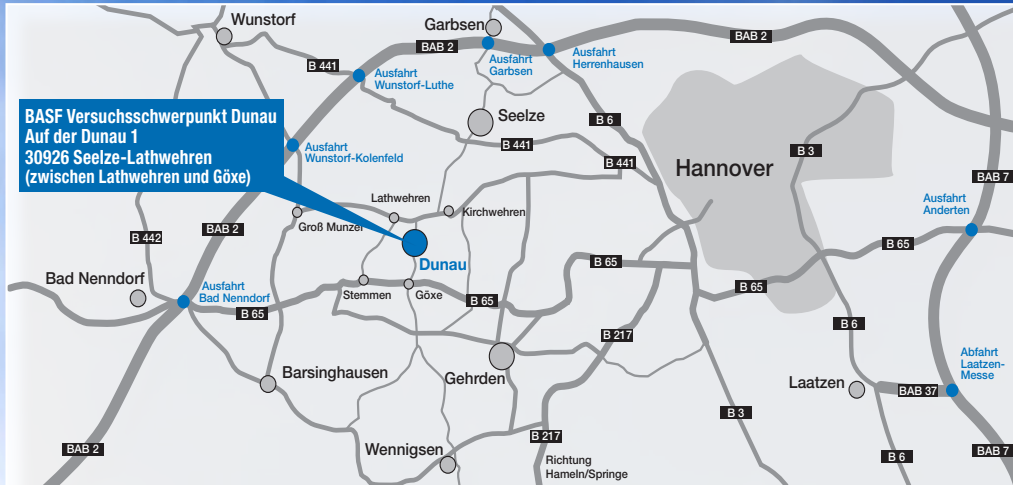 Wunstorf
Garbsen
BAB 2
BAB 2
Ausfahrt
Garbsen
Ausfahrt
Herrenhausen
B 441
Ausfahrt
Wunstorf-Luthe
BASF Versuchsschwerpunkt Dunau
Auf der Dunau 1
30926 Seelze-Lathwehren
(zwischen Lathwehren und Göxe)
Seelze
B 6
Ausfahrt
Wunstorf-Kolenfeld
B 441
B 441
B 3
Hannover
BAB 7
Lathwehren
Kirchwehren
Groß Munzel
Ausfahrt
Anderten
BAB 2
B 442
Dunau
B 65
B 65
Bad Nenndorf
Ausfahrt
Bad Nenndorf
Stemmen
Göxe
B 65
B 65
B 65
B 6
B 217
Barsinghausen
Gehrden
Laatzen
Abfahrt
Laatzen-
Messe
BAB 37
B 3
BAB 2
Wennigsen
B 217
Richtung
Hameln/Springe
B 6
BAB 7